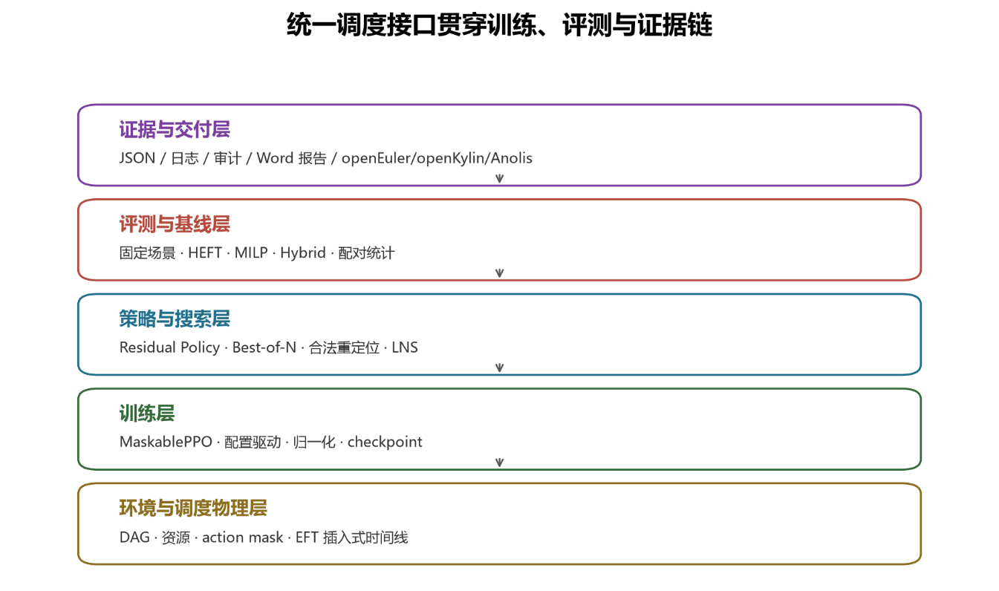 统一调度接口贯穿训练、评测与证据链
证据与交付层
JSON / 日志 / 审计 / Word 报告 / openEuler/openKylin/Anolis
评测与基线层
固定场景 · HEFT · MILP · Hybrid · 配对统计
策略与搜索层
Residual Policy · Best-of-N · 合法重定位 · LNS
训练层
MaskablePPO · 配置驱动 · 归一化 · checkpoint
环境与调度物理层
DAG · 资源 · action mask · EFT 插入式时间线